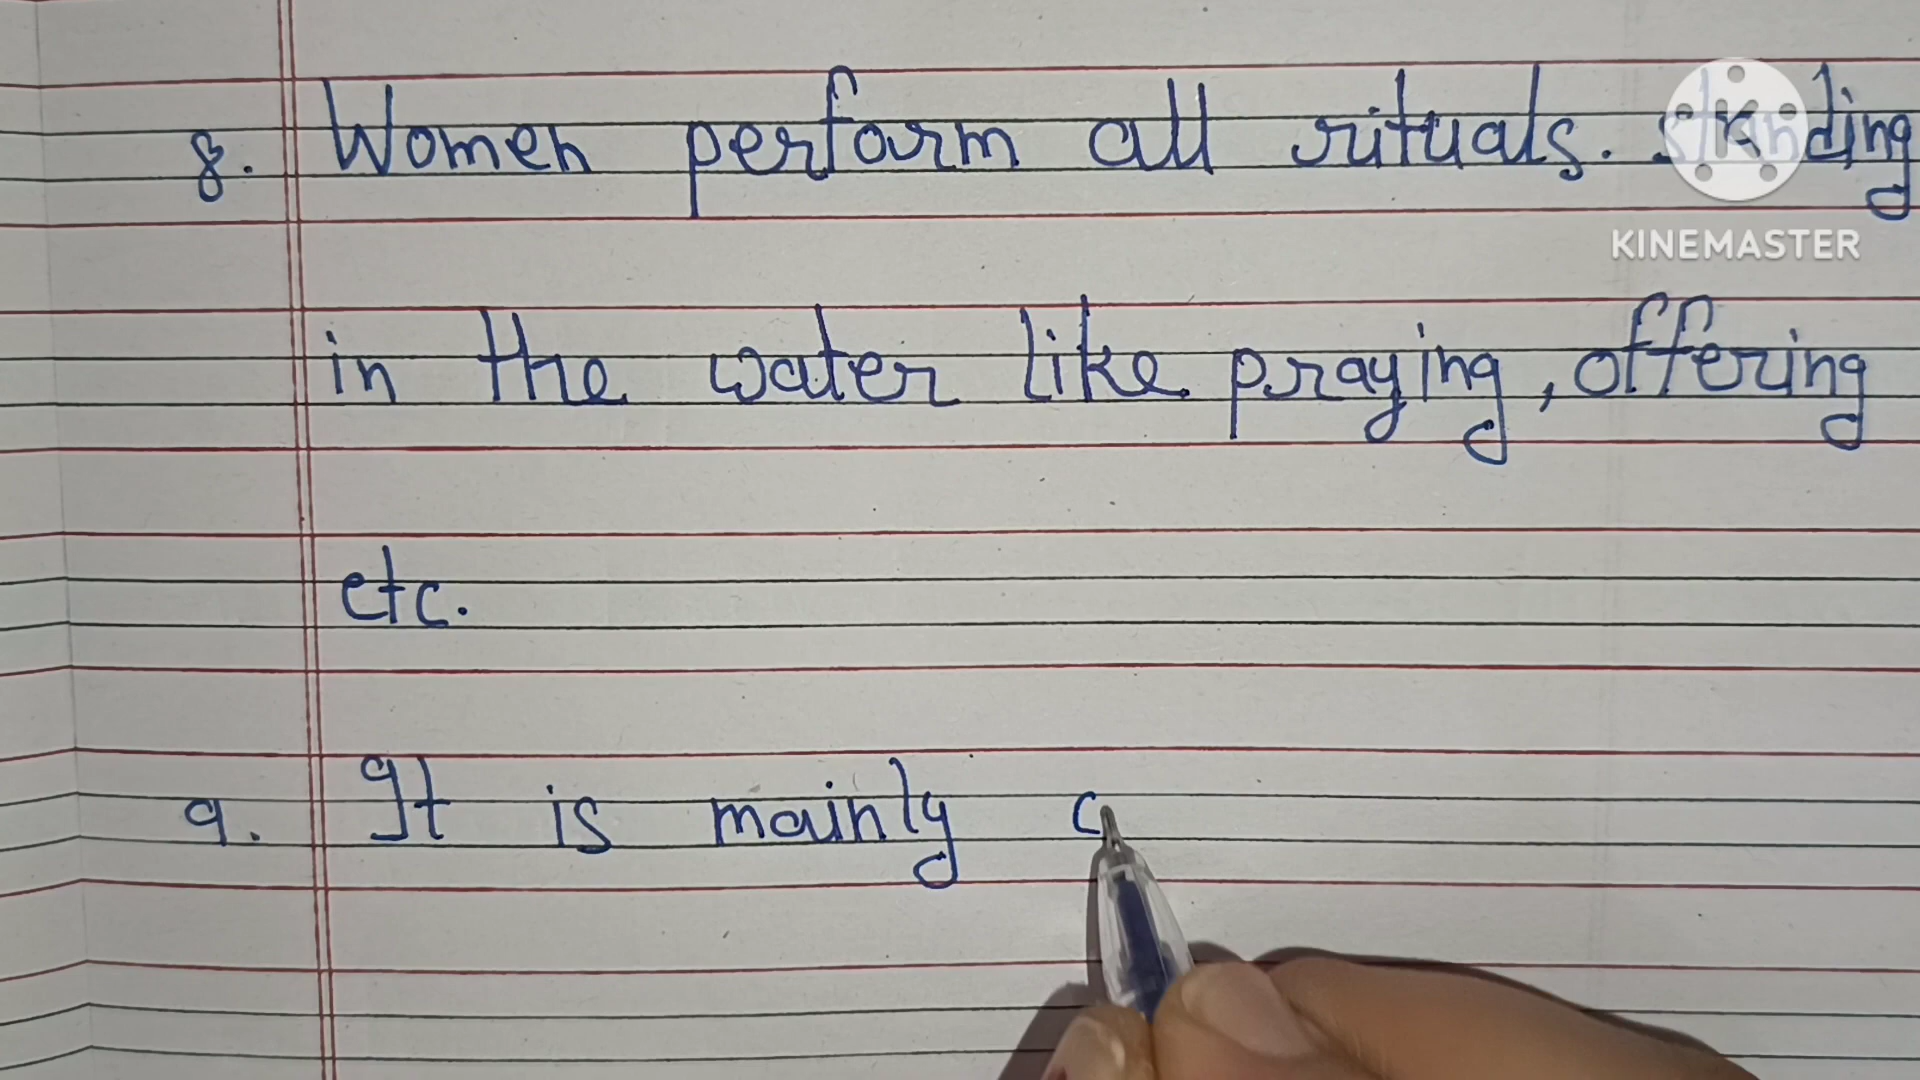 8. Women perform all rituals. standing
K
KINEMASTER
in the water like praying, offering
etc.
9. It is mainly c